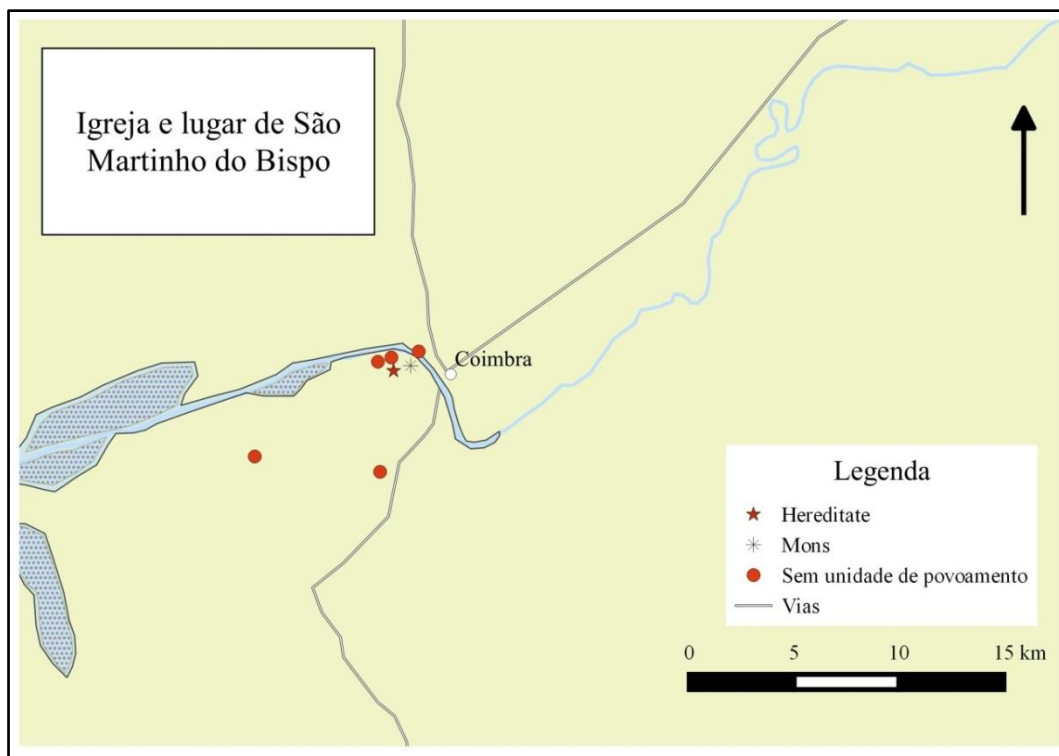 Igreja e lugar de São
Martinho do Bispo
Coimbra
Legenda
Hereditate
Mons
Sem unidade de povoamento
Vias
0 5 10 15 km